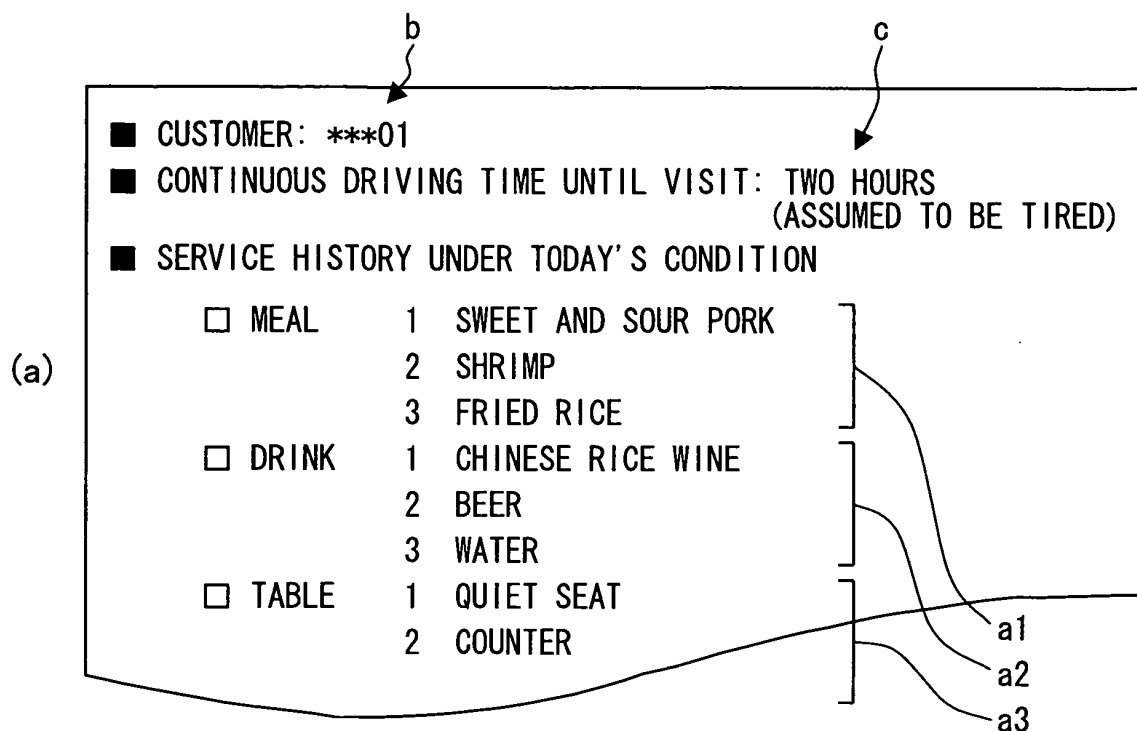 b
c
■ CUSTOMER: ***01
■ CONTINUOUS DRIVING TIME UNTIL VISIT: TWO HOURS
(ASSUMED TO BE TIRED)
■ SERVICE HISTORY UNDER TODAY'S CONDITION
□ MEAL 1 SWEET AND SOUR PORK
(a)
2 SHRIMP
3 FRIED RICE
□ DRINK 1 CHINESE RICE WINE
2 BEER
3 WATER
□ TABLE 1 QUIET SEAT
2 COUNTER
a1
a2
a3